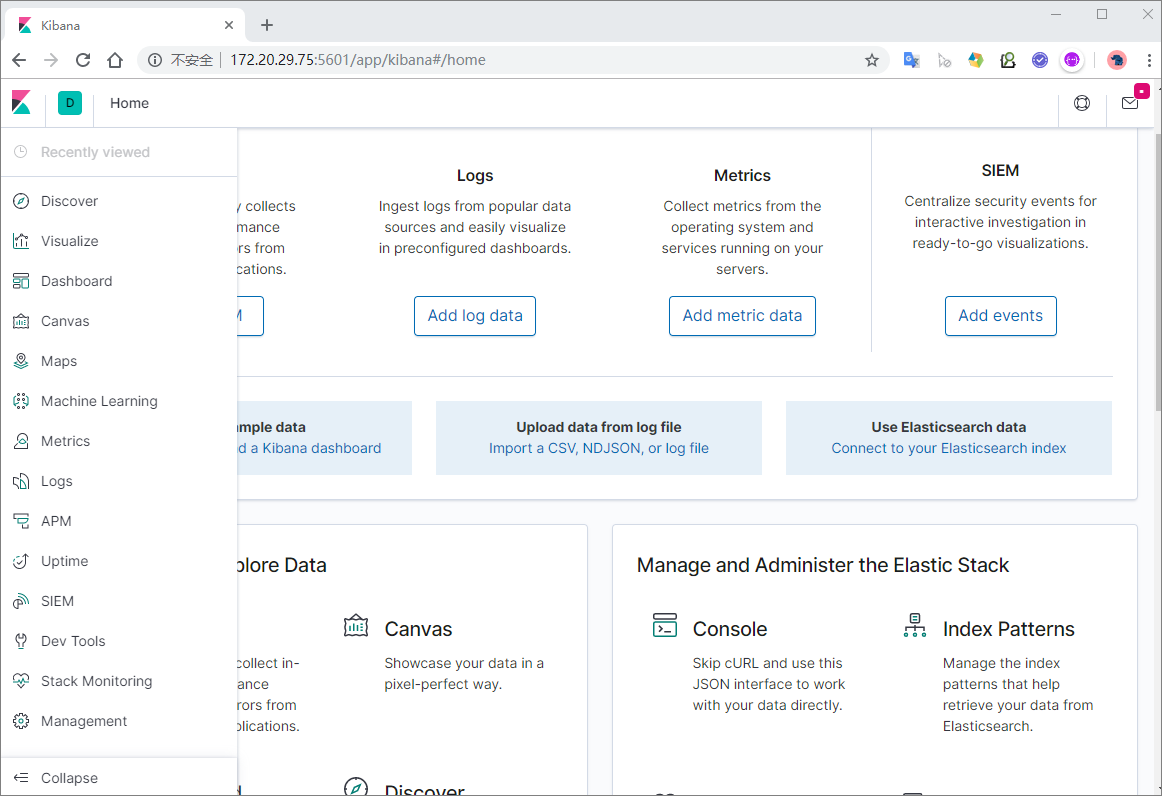 Kibana
不安全
172.20.29.75:5601/app/kibana#/home
D
Home
Recently viewed
Discover
Visualize
Dashboard
Canvas
Maps
Machine Learning
Metrics
Logs
APM
Uptime
SIEM
Dev Tools
Stack Monitoring
Management
Collapse
collects
cations.
M
Logs
Ingest logs from popular data
sources and easily visualize
in preconfigured dashboards.
Add log data
Metrics
Collect metrics from the
operating system and
services running on your
servers.
Add metric data
SIEM
Centralize security events for
interactive investigation in
ready-to-go visualizations.
Add events
mple data
d a Kibana dashboard
Upload data from log file
Import a CSV, NDJSON, or log file
Use Elasticsearch data
Connect to your Elasticsearch index
plore Data
collect in-
ance
rors from
plications.
Canvas
Showcase your data in a
pixel-perfect way.
Discover
Manage and Administer the Elastic Stack
Console
Skip cURL and use this
JSON interface to work
with your data directly.
Index Patterns
Manage the index
patterns that help
retrieve your data from
Elasticsearch.